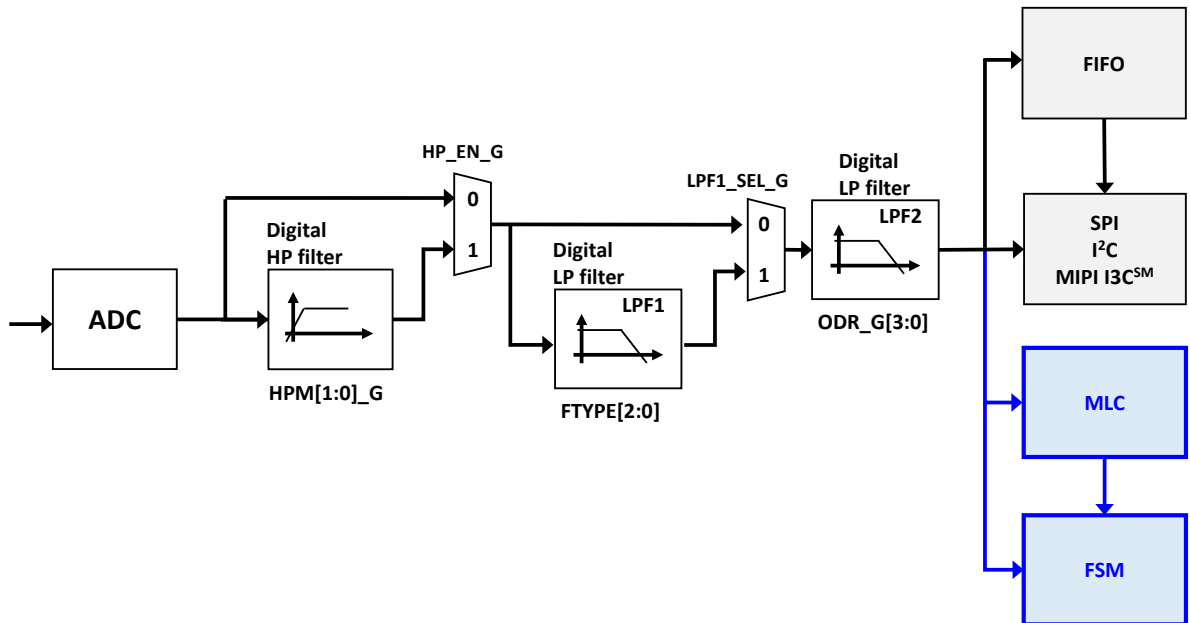 ADC
Digital
HP filter
HPM[1:0]_G
HP_EN_G
0
1
Digital
LP filter
LPF1
FTYPE[2:0]
LPF1_SEL_G
0
1
Digital
LP filter
LPF2
ODR_G[3:0]
FIFO
SPI
I²C
MIPI I3Cˢᴹ
MLC
FSM